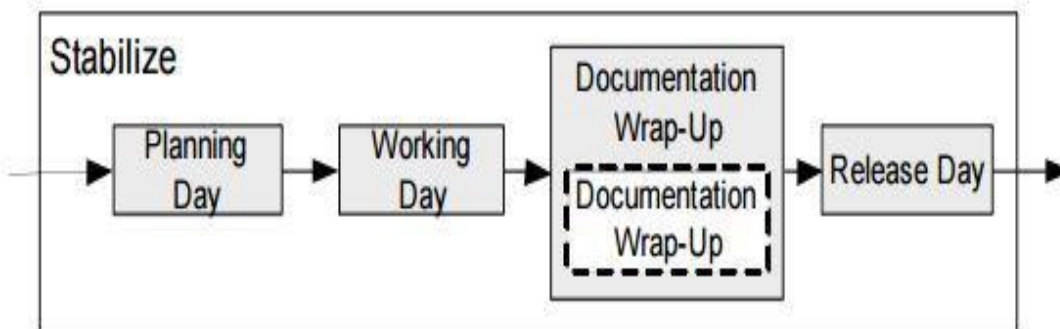 Stabilize
Planning
Day
Working
Day
Documentation
Wrap-Up
Documentation
Wrap-Up
Release Day